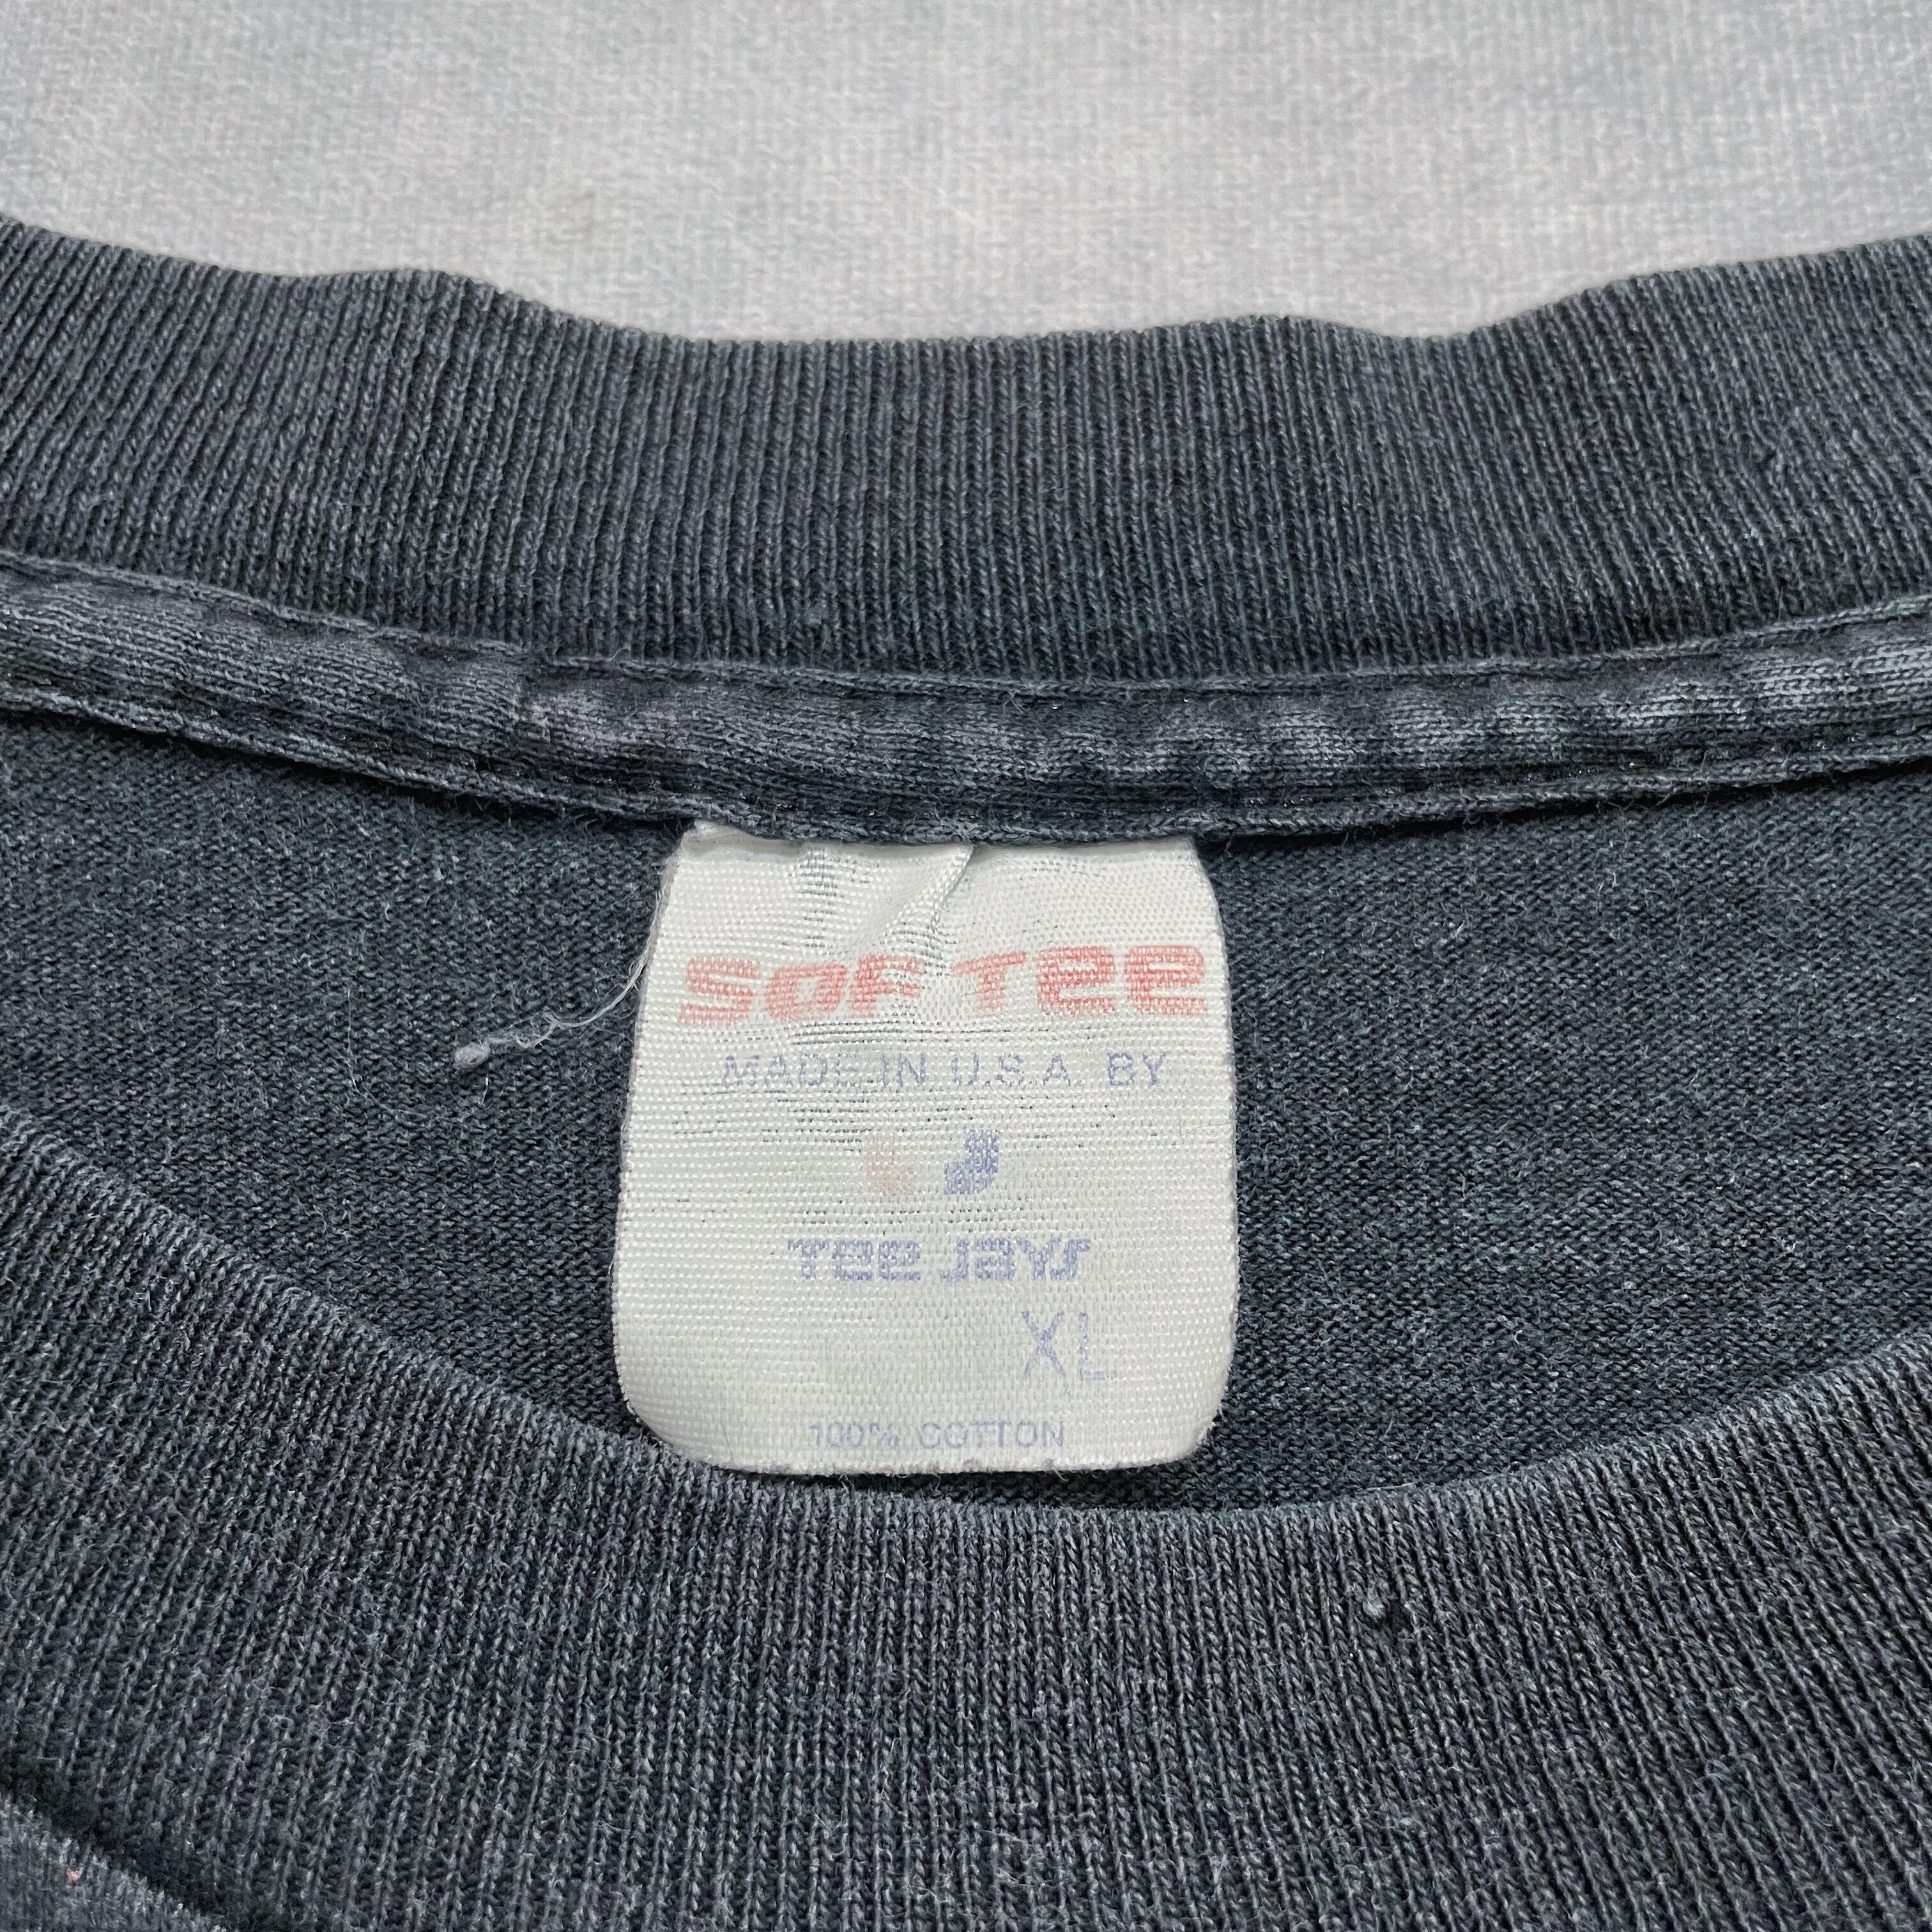 SOF TEE
MADE IN U.S.A. BY
TEE JAYS
XL
100% COTTON